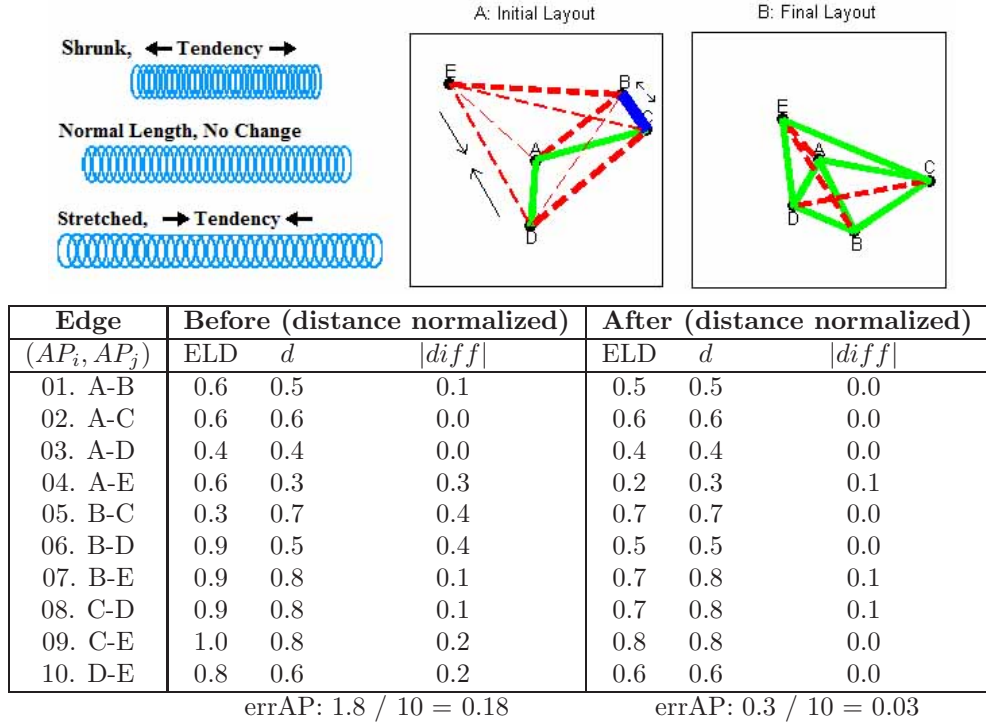 A: Initial Layout
B: Final Layout
Shrunk, Tendency
Normal Length, No Change
Stretched, Tendency
E
B
C
A
D
E
A
C
D
B
Edge Before (distance normalized) After (distance normalized)
(AP_i, AP_j) ELD d |diff| ELD d |diff|
01. A-B 0.6 0.5 0.1 0.5 0.5 0.0
02. A-C 0.6 0.6 0.0 0.6 0.6 0.0
03. A-D 0.4 0.4 0.0 0.4 0.4 0.0
04. A-E 0.6 0.3 0.3 0.2 0.3 0.1
05. B-C 0.3 0.7 0.4 0.7 0.7 0.0
06. B-D 0.9 0.5 0.4 0.5 0.5 0.0
07. B-E 0.9 0.8 0.1 0.7 0.8 0.1
08. C-D 0.9 0.8 0.1 0.7 0.8 0.1
09. C-E 1.0 0.8 0.2 0.8 0.8 0.0
10. D-E 0.8 0.6 0.2 0.6 0.6 0.0
errAP: 1.8 / 10 = 0.18 errAP: 0.3 / 10 = 0.03